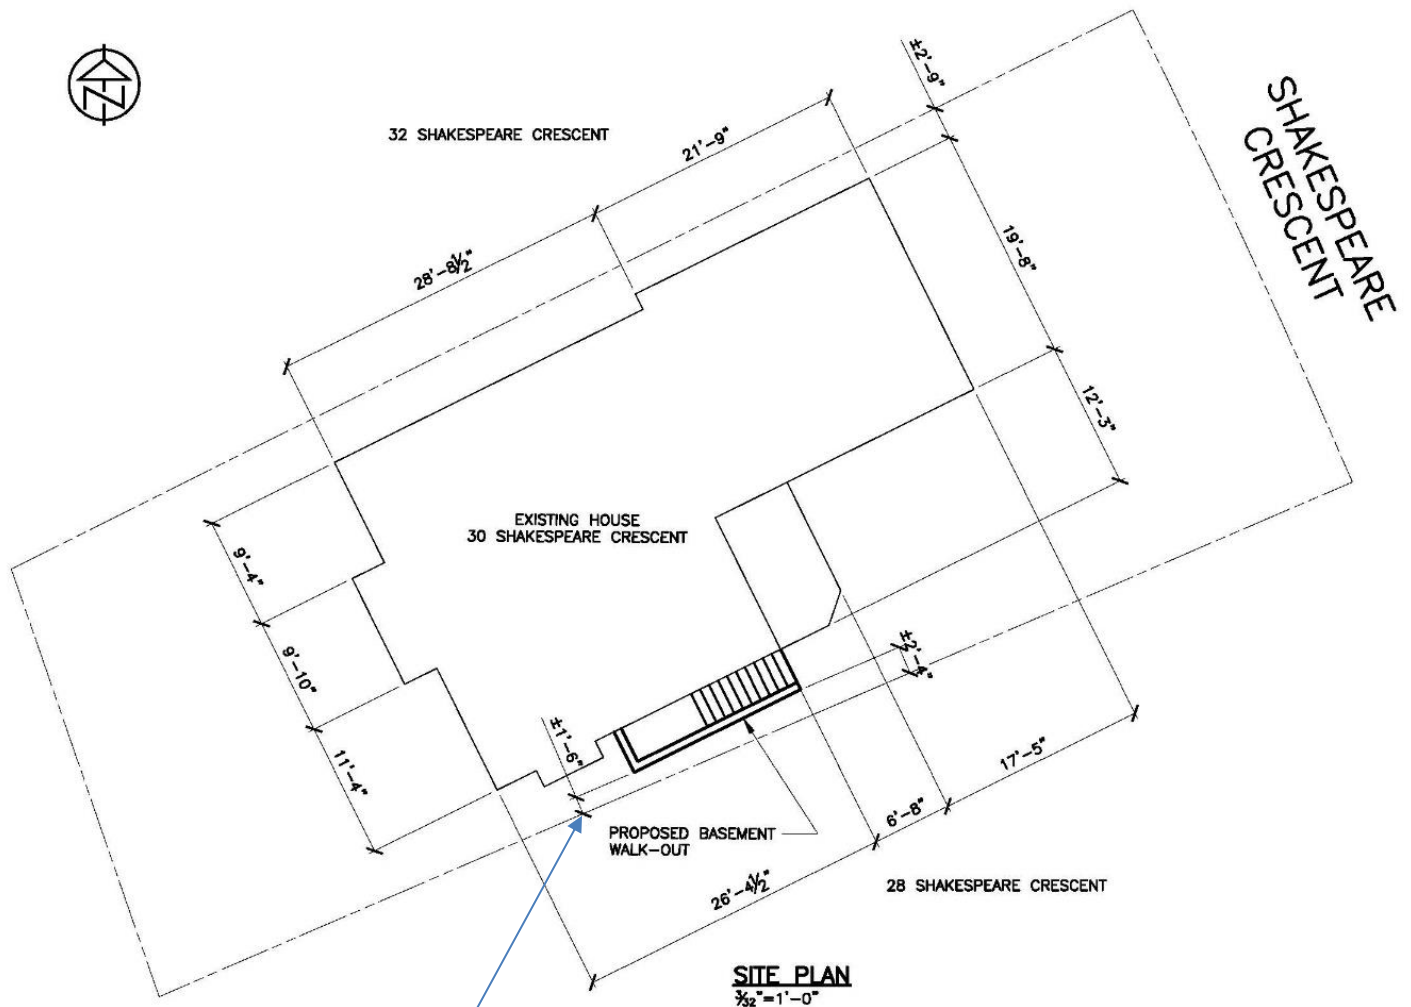 N
32 SHAKESPEARE CRESCENT
±2'-9"
21'-9"
28'-8½"
SHAKESPEARE
CRESCENT
19'-8"
12'-3"
EXISTING HOUSE
30 SHAKESPEARE CRESCENT
9'-4"
9'-10"
11'-4"
±1'-6"
±2'-4"
17'-5"
6'-8"
PROPOSED BASEMENT
WALK-OUT
26'-4½"
28 SHAKESPEARE CRESCENT
SITE PLAN
3/32"=1'-0"